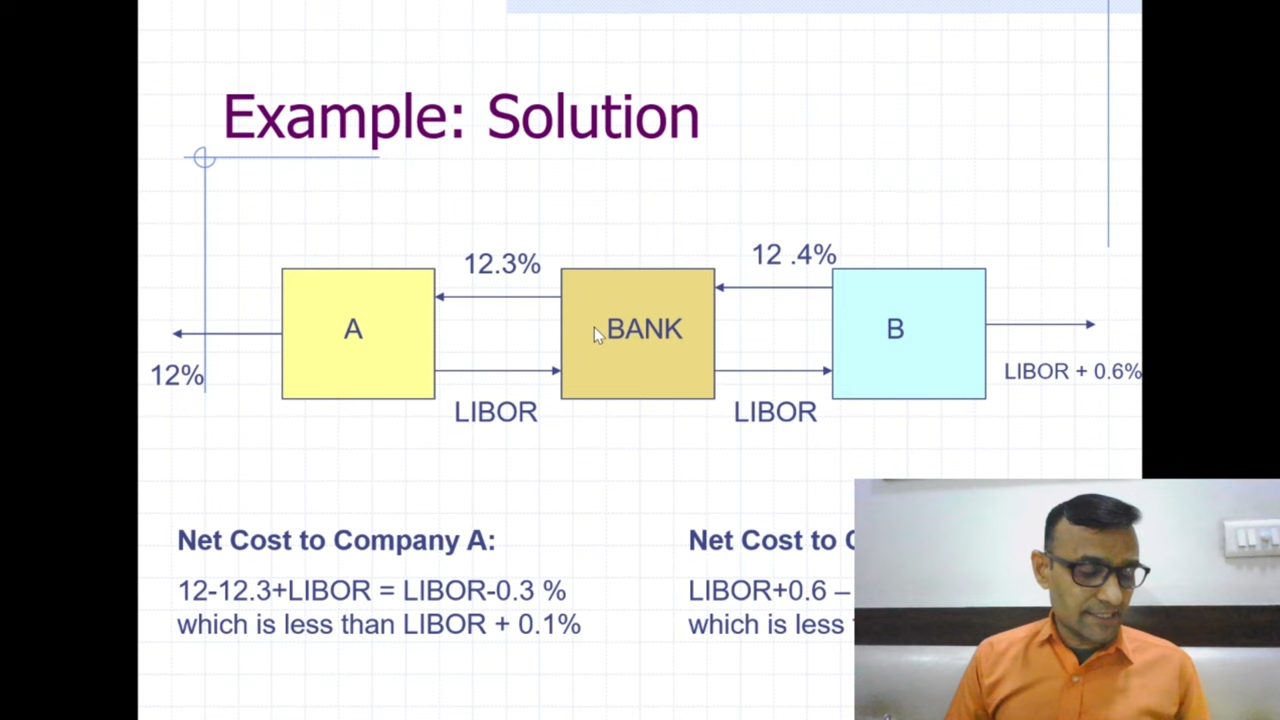 Example: Solution
12.3%
12 .4%
A
BANK
B
12%
LIBOR
LIBOR
LIBOR + 0.6%
Net Cost to Company A:
12-12.3+LIBOR = LIBOR-0.3 %
which is less than LIBOR + 0.1%
Net Cost to
LIBOR+0.6 –
which is less